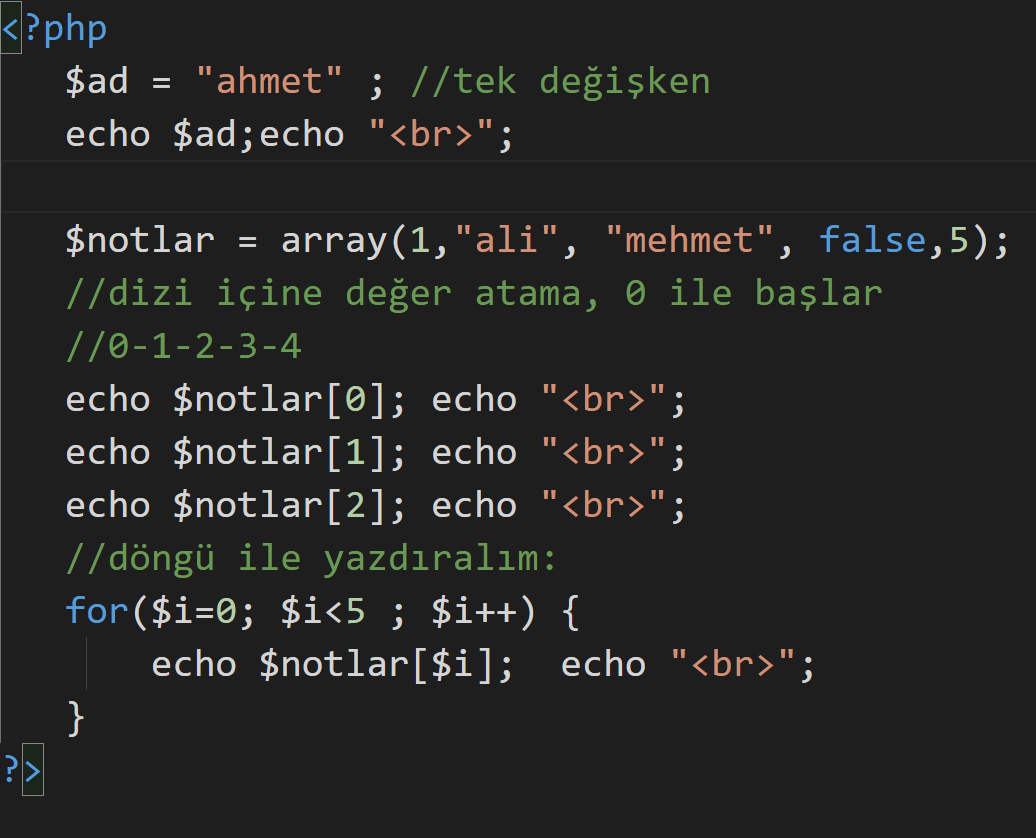 <?php
$ad = "ahmet" ; //tek değişken
echo $ad;echo "<br>";
$notlar = array(1,"ali", "mehmet", false,5);
//dizi içine değer atama, 0 ile başlar
//0-1-2-3-4
echo $notlar[0]; echo "<br>";
echo $notlar[1]; echo "<br>";
echo $notlar[2]; echo "<br>";
//döngü ile yazdıralım:
for($i=0; $i<5 ; $i++) {
echo $notlar[$i];  echo "<br>";
}
?>